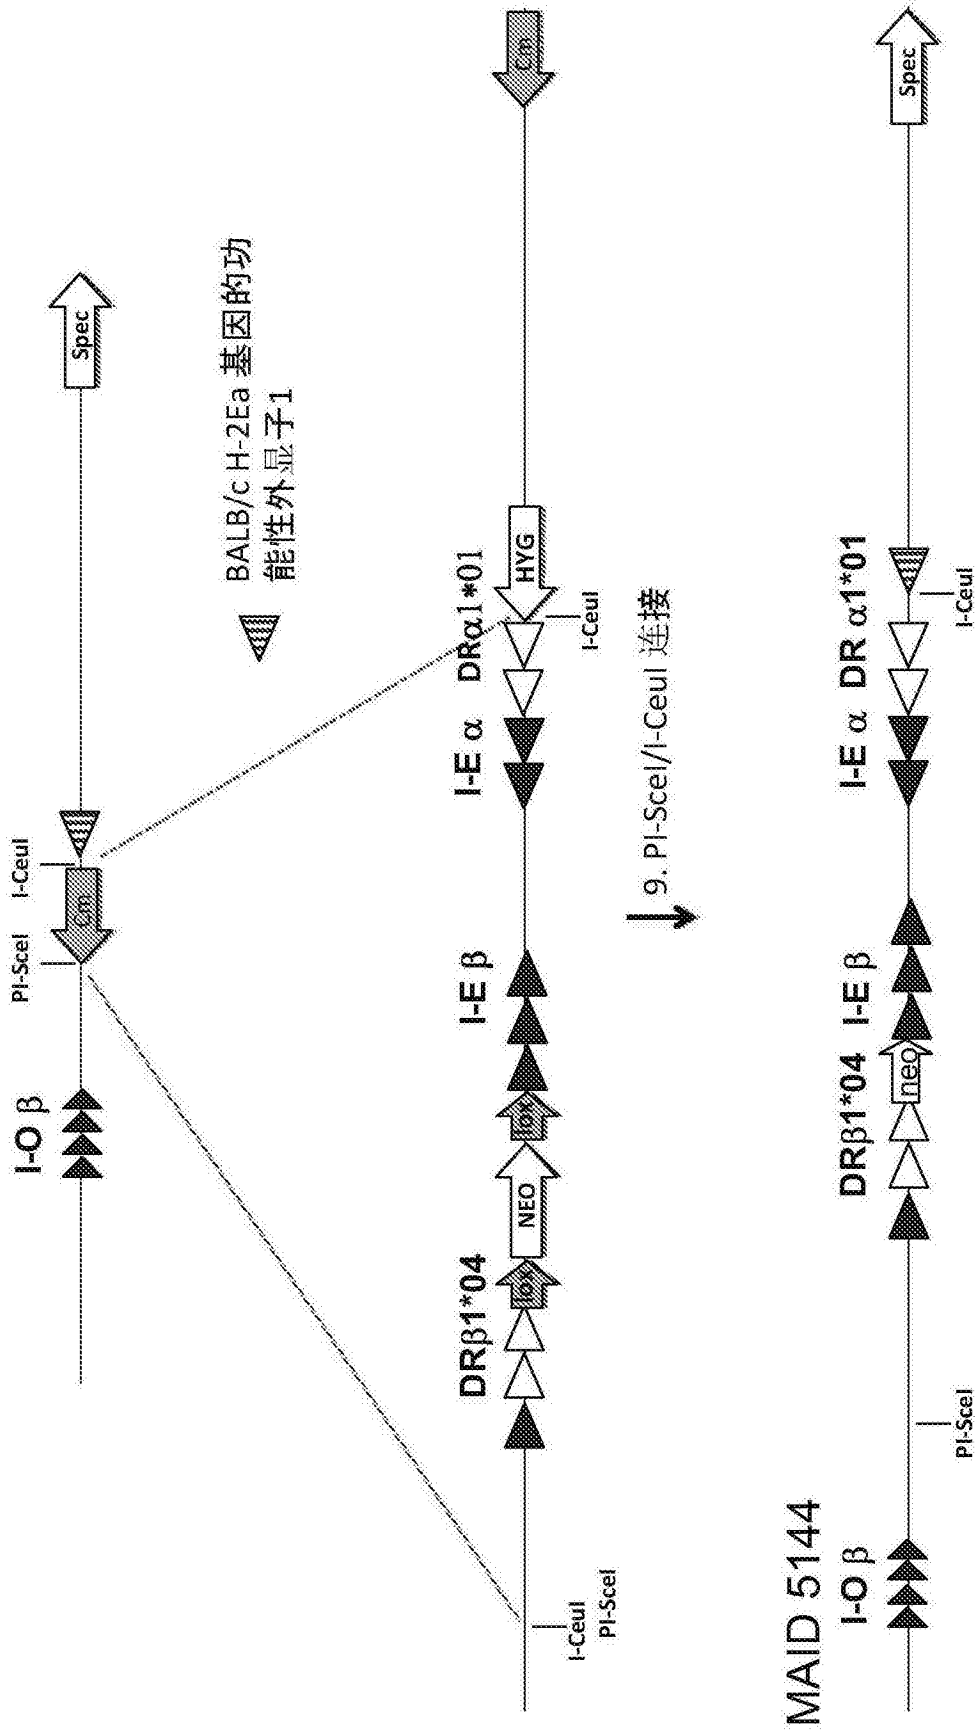 I-O β
PI-SceI
I-CeuI
Cm
Spec
BALB/c H-2Ea 基因的功
能性外显子1
DRβ1*04
lox
NEO
lox
I-E β
I-E α
DRα1*01
HYG
Cm
I-CeuI
PI-SceI
I-CeuI
9. PI-SceI/I-CeuI 连接
MAID 5144
I-O β
DRβ1*04
I-E β
I-E α
DR α1*01
neo
Spec
PI-SceI
I-CeuI